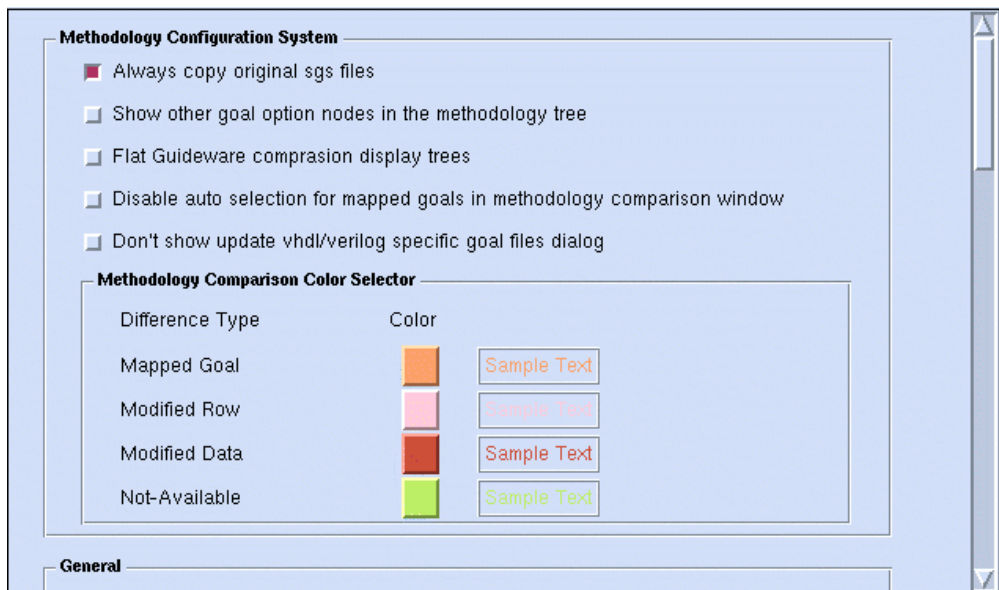 Methodology Configuration System
Always copy original sgs files
Show other goal option nodes in the methodology tree
Flat Guideware comprasion display trees
Disable auto selection for mapped goals in methodology comparison window
Don't show update vhdl/verilog specific goal files dialog
Methodology Comparison Color Selector
Difference Type Color
Mapped Goal Sample Text
Modified Row Sample Text
Modified Data Sample Text
Not-Available Sample Text
General